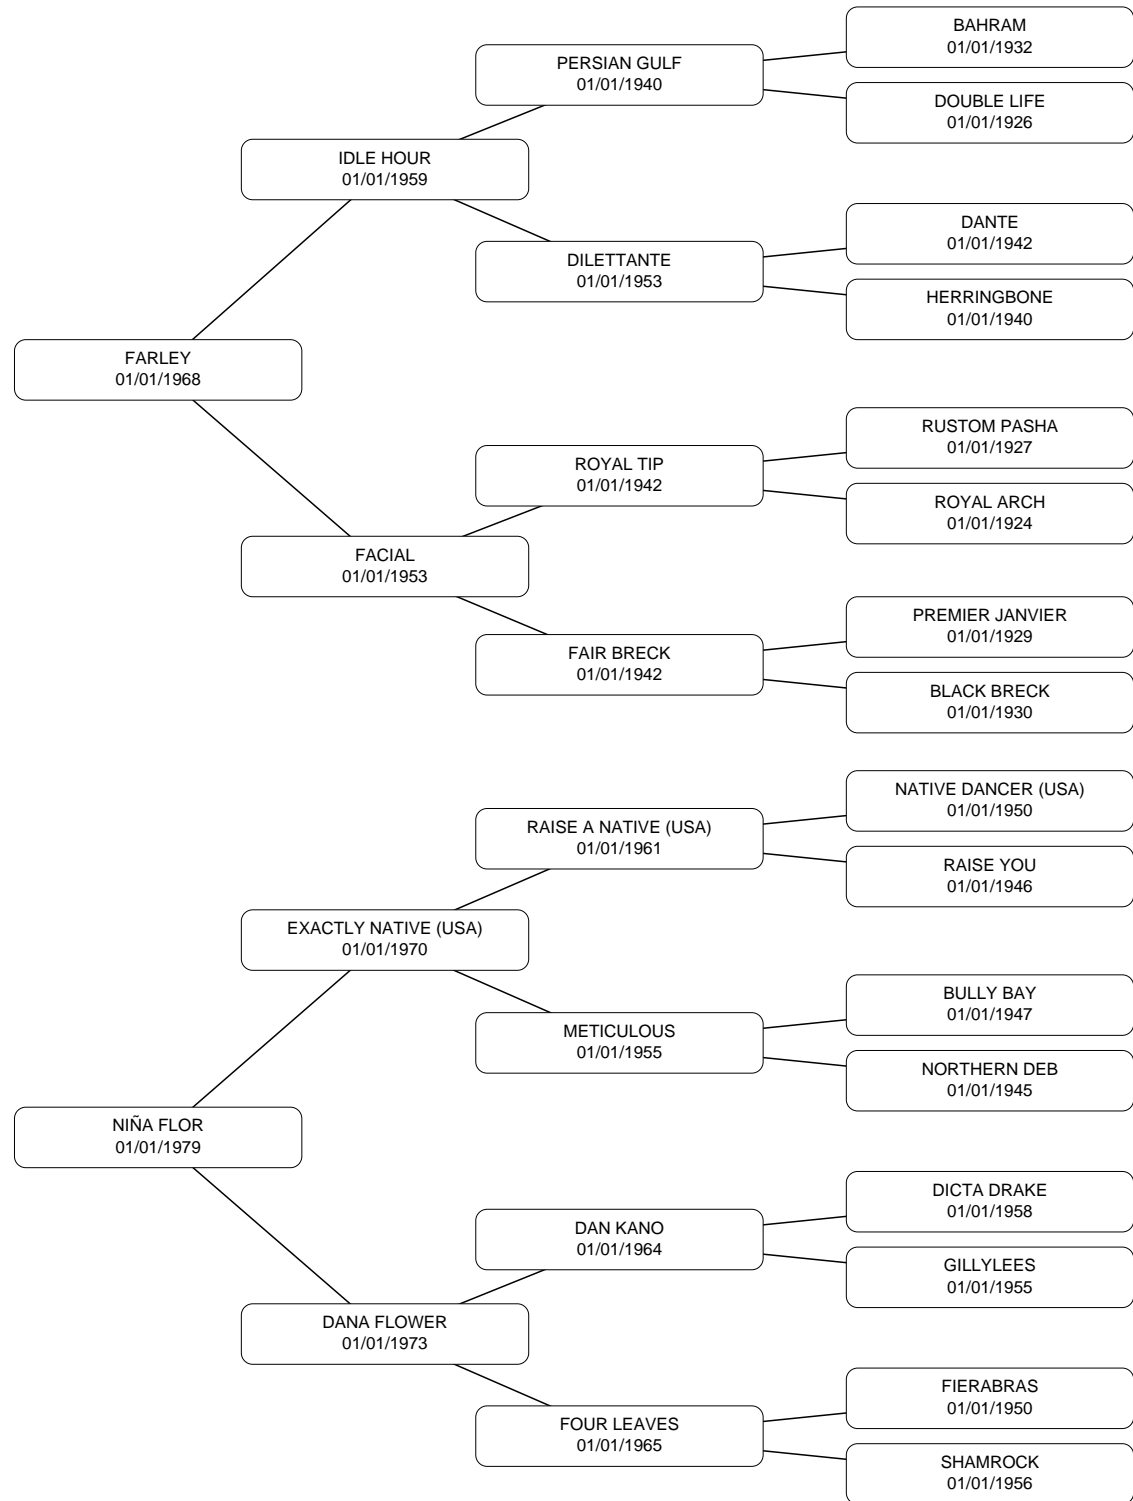 BAHRAM
01/01/1932
PERSIAN GULF
01/01/1940
DOUBLE LIFE
01/01/1926
IDLE HOUR
01/01/1959
DANTE
01/01/1942
DILETTANTE
01/01/1953
HERRINGBONE
01/01/1940
FARLEY
01/01/1968
RUSTOM PASHA
01/01/1927
ROYAL TIP
01/01/1942
ROYAL ARCH
01/01/1924
FACIAL
01/01/1953
PREMIER JANVIER
01/01/1929
FAIR BRECK
01/01/1942
BLACK BRECK
01/01/1930
NATIVE DANCER (USA)
01/01/1950
RAISE A NATIVE (USA)
01/01/1961
RAISE YOU
01/01/1946
EXACTLY NATIVE (USA)
01/01/1970
BULLY BAY
01/01/1947
METICULOUS
01/01/1955
NORTHERN DEB
01/01/1945
NIÑA FLOR
01/01/1979
DICTA DRAKE
01/01/1958
DAN KANO
01/01/1964
GILLYLEES
01/01/1955
DANA FLOWER
01/01/1973
FIERABRAS
01/01/1950
FOUR LEAVES
01/01/1965
SHAMROCK
01/01/1956